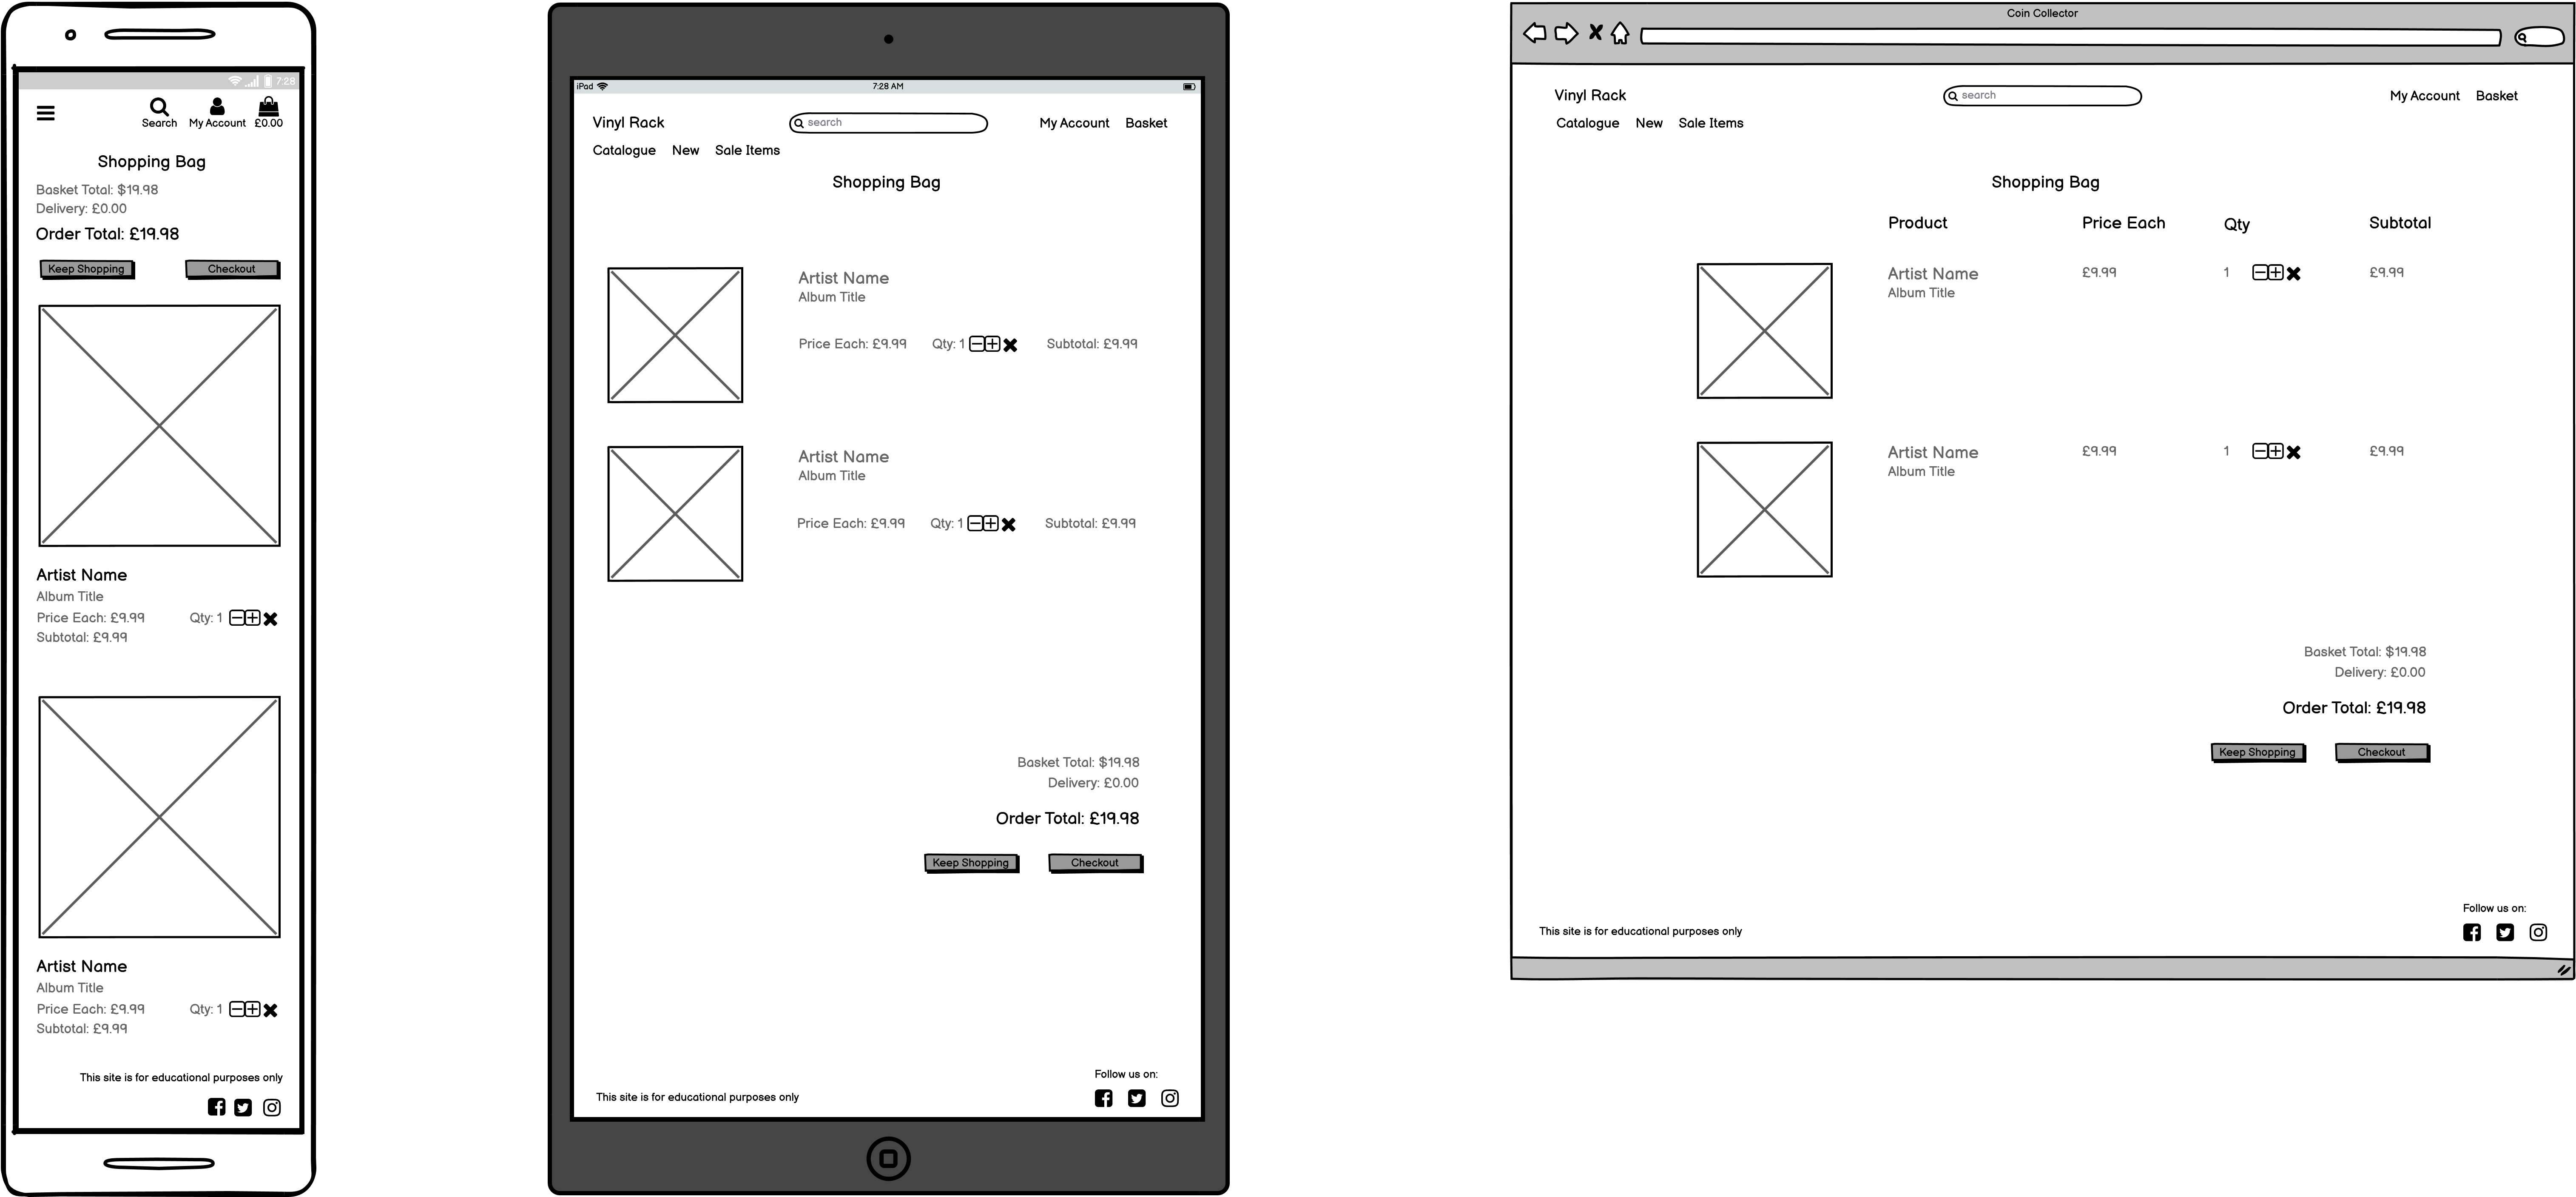 7:28
Search My Account £0.00
Shopping Bag
Basket Total: $19.98
Delivery: £0.00
Order Total: £19.98
Keep Shopping Checkout
Artist Name
Album Title
Price Each: £9.99 Qty: 1
Subtotal: £9.99
Artist Name
Album Title
Price Each: £9.99 Qty: 1
Subtotal: £9.99
This site is for educational purposes only
iPad 7:28 AM
Vinyl Rack search My Account Basket
Catalogue New Sale Items
Shopping Bag
Artist Name
Album Title
Price Each: £9.99 Qty: 1 Subtotal: £9.99
Artist Name
Album Title
Price Each: £9.99 Qty: 1 Subtotal: £9.99
Basket Total: $19.98
Delivery: £0.00
Order Total: £19.98
Keep Shopping Checkout
Follow us on:
This site is for educational purposes only
Coin Collector
Vinyl Rack search My Account Basket
Catalogue New Sale Items
Shopping Bag
Product Price Each Qty Subtotal
Artist Name £9.99 1 £9.99
Album Title
Artist Name £9.99 1 £9.99
Album Title
Basket Total: $19.98
Delivery: £0.00
Order Total: £19.98
Keep Shopping Checkout
Follow us on:
This site is for educational purposes only